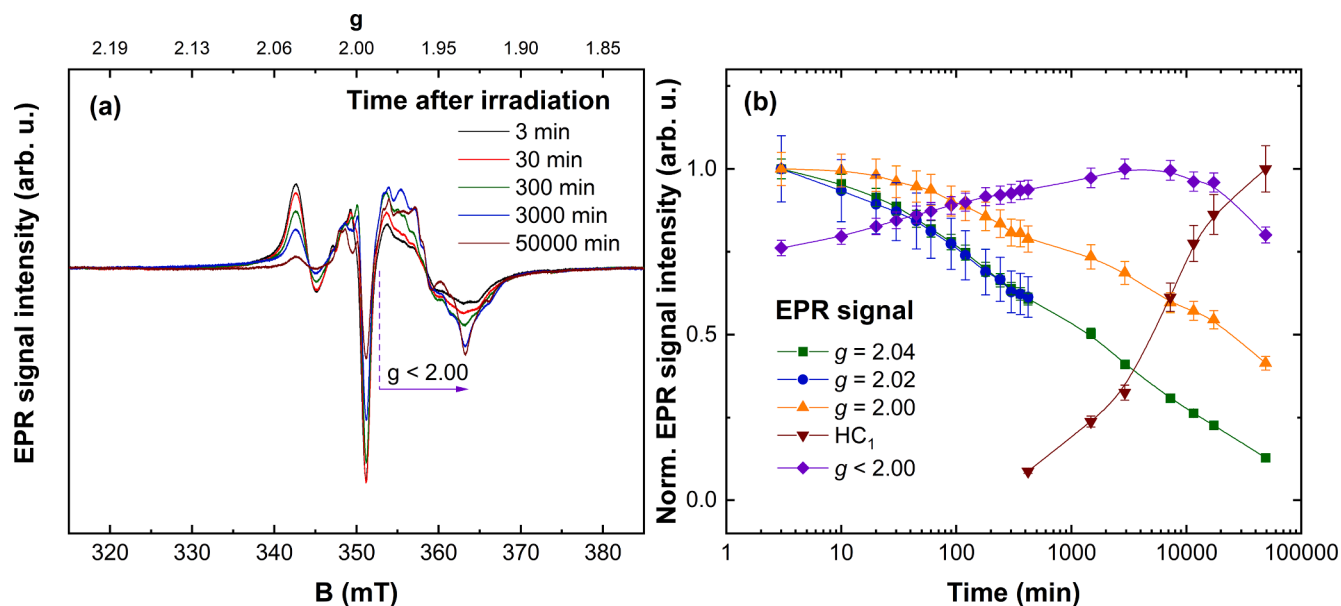 g
2.19 2.13 2.06 2.00 1.95 1.90 1.85
(a)
Time after irradiation
3 min
30 min
300 min
3000 min
50000 min
g < 2.00
EPR signal intensity (arb. u.)
320 330 340 350 360 370 380
B (mT)
(b)
1.0
0.5
0.0
Norm. EPR signal intensity (arb. u.)
EPR signal
g = 2.04
g = 2.02
g = 2.00
HC₁
g < 2.00
1 10 100 1000 10000 100000
Time (min)